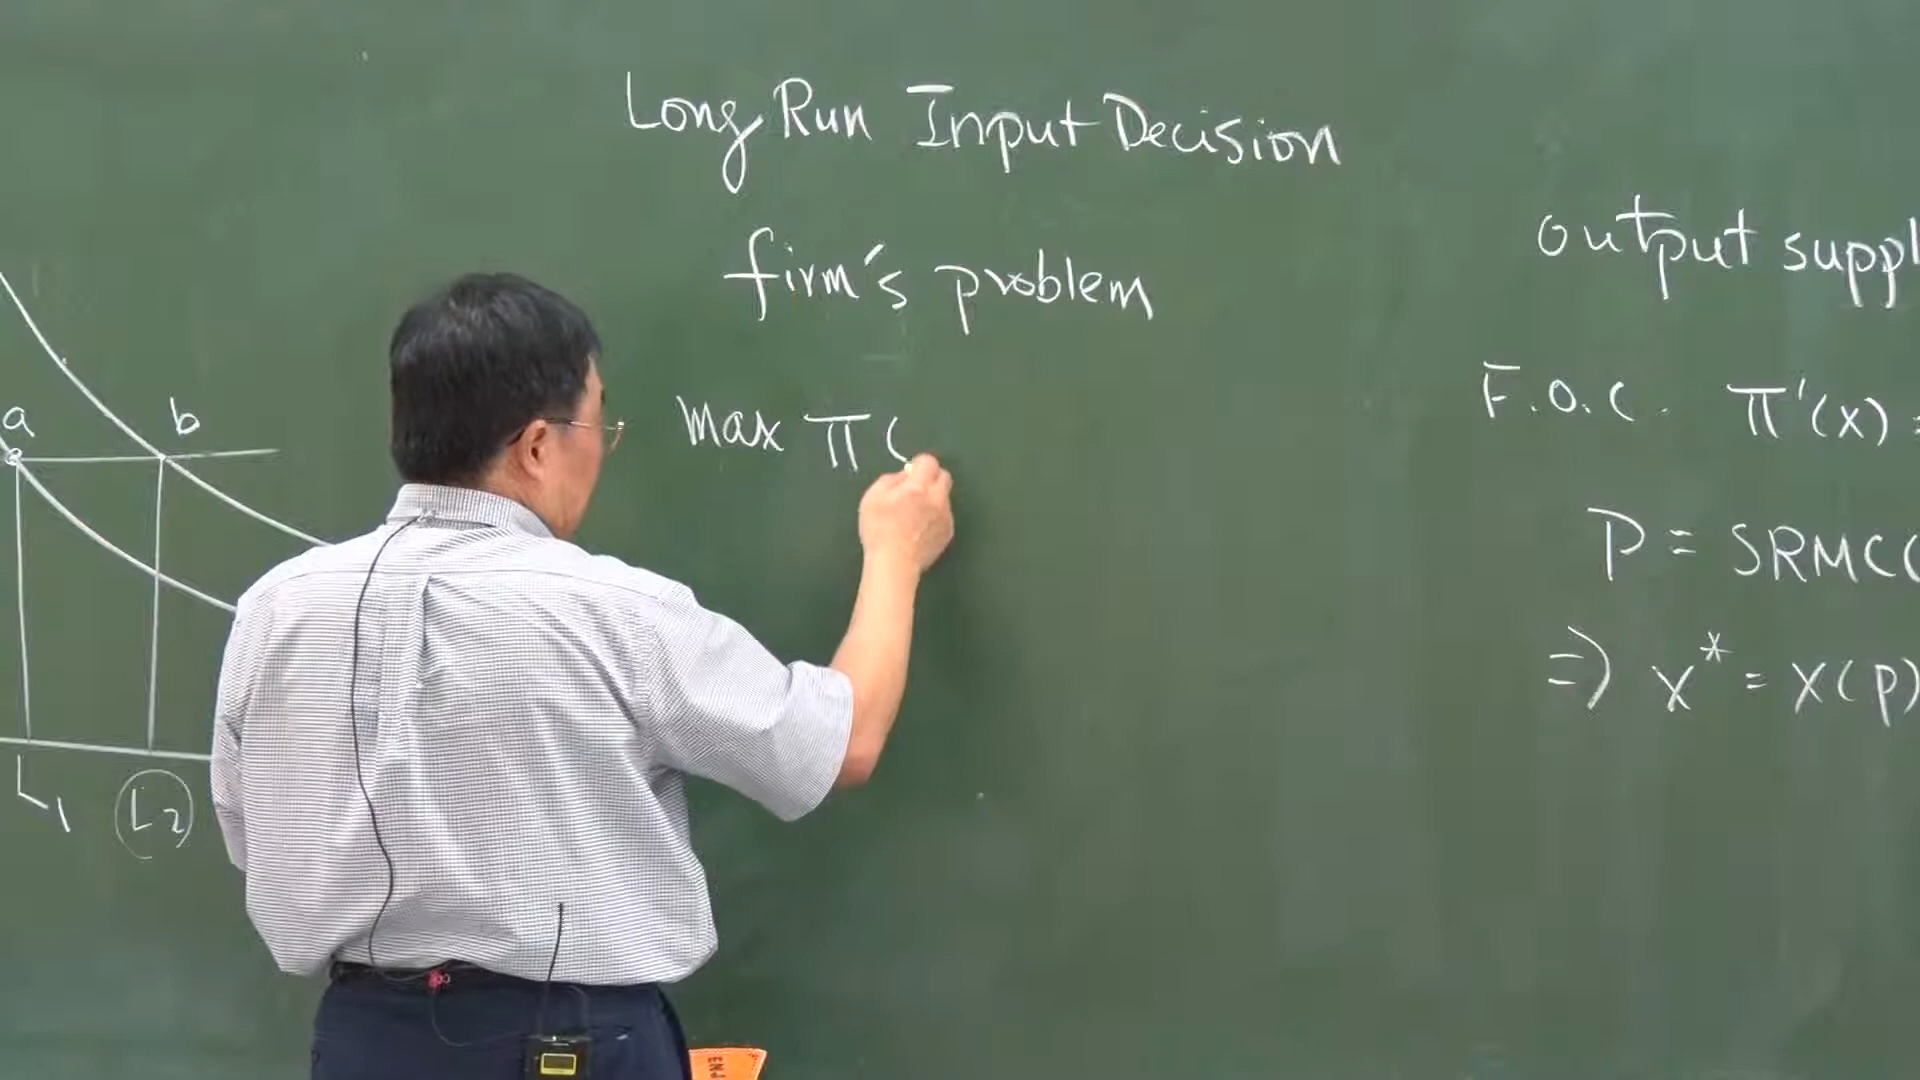 Long Run Input Decision
firm's problem
max π (
a
b
L1
L2
output suppl
F.O.C. π'(x) =
P = SRMC(
⇒ x* = x(p)